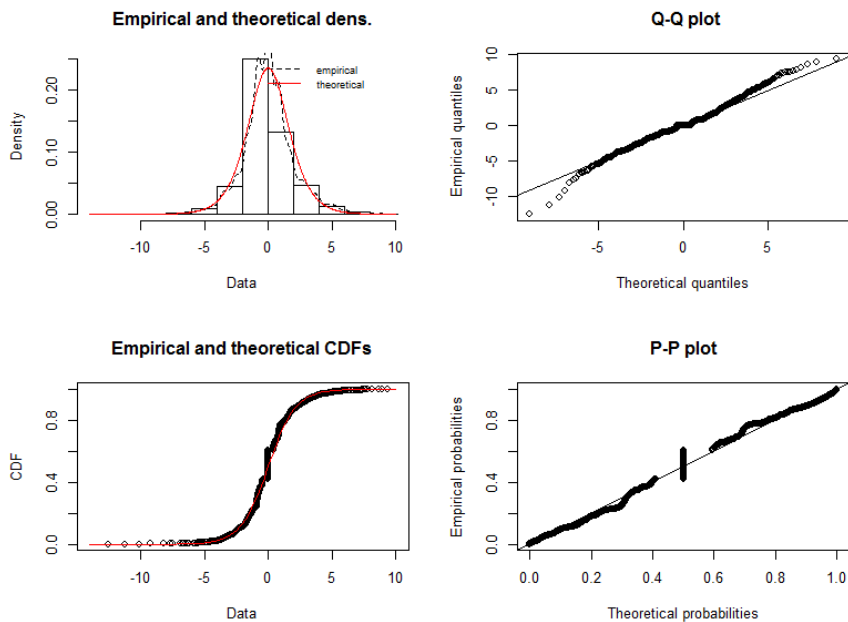 Empirical and theoretical dens.
Density
0.00 0.10 0.20
empirical
theoretical
-10 -5 0 5 10
Data
Q-Q plot
Empirical quantiles
-10 -5 0 5 10
-5 0 5
Theoretical quantiles
Empirical and theoretical CDFs
CDF
0.0 0.4 0.8
-10 -5 0 5 10
Data
P-P plot
Empirical probabilities
0.0 0.4 0.8
0.0 0.2 0.4 0.6 0.8 1.0
Theoretical probabilities